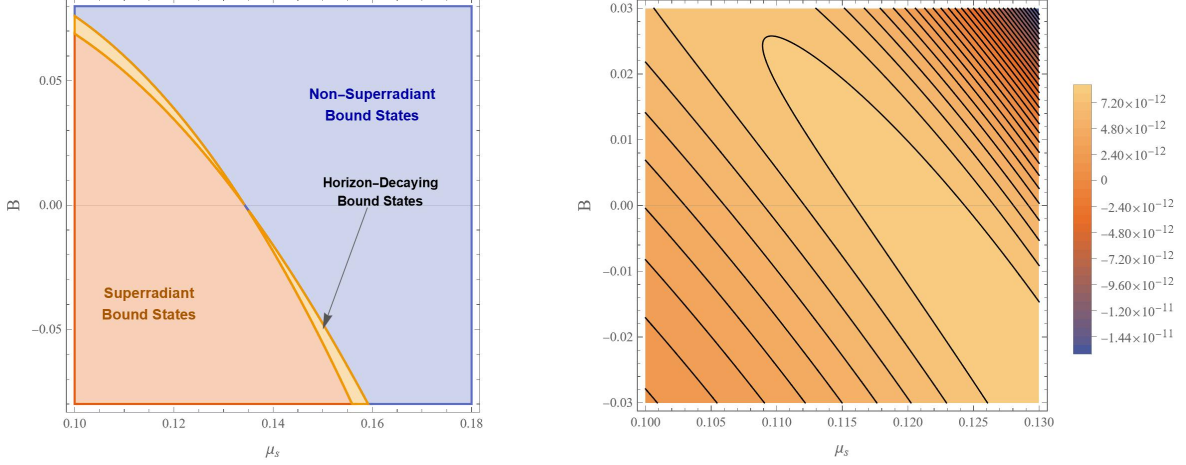 B
0.05
0.00
−0.05
Non−Superradiant
Bound States
Horizon−Decaying
Bound States
Superradiant
Bound States
0.10 0.12 0.14 0.16 0.18
μs
B
0.03
0.02
0.01
0.00
−0.01
−0.02
−0.03
0.100 0.105 0.110 0.115 0.120 0.125 0.130
μs
7.20×10⁻¹²
4.80×10⁻¹²
2.40×10⁻¹²
0
−2.40×10⁻¹²
−4.80×10⁻¹²
−7.20×10⁻¹²
−9.60×10⁻¹²
−1.20×10⁻¹¹
−1.44×10⁻¹¹